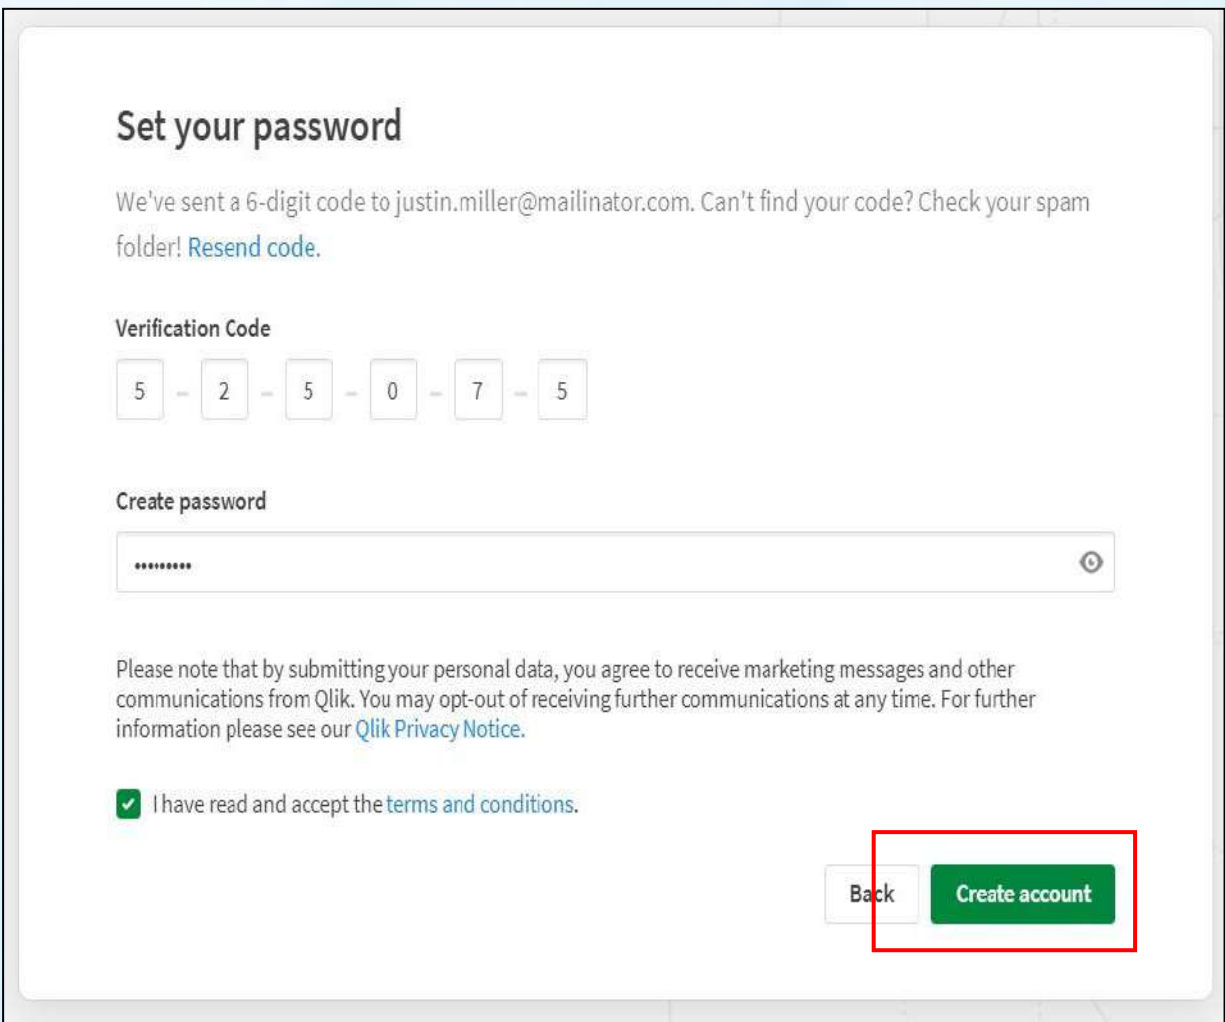 Set your password
We've sent a 6-digit code to justin.miller@mailinator.com. Can't find your code? Check your spam
folder! Resend code.
Verification Code
5 – 2 – 5 – 0 – 7 – 5
Create password
•••••••••
Please note that by submitting your personal data, you agree to receive marketing messages and other
communications from Qlik. You may opt-out of receiving further communications at any time. For further
information please see our Qlik Privacy Notice.
I have read and accept the terms and conditions.
Back Create account